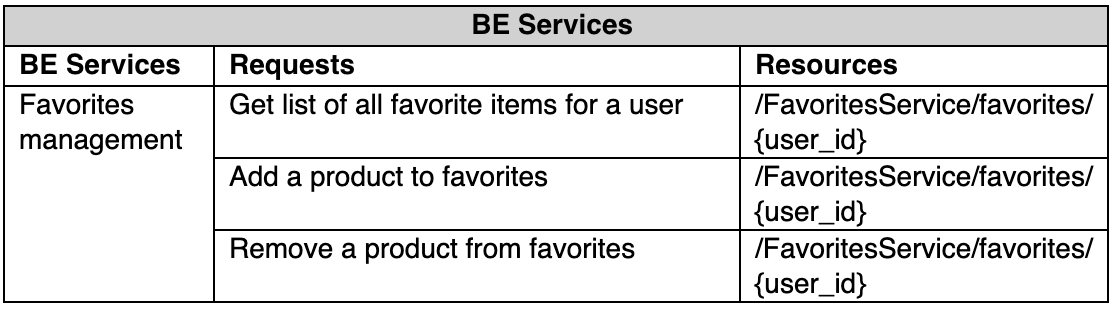 BE Services
BE Services Requests Resources
Favorites management Get list of all favorite items for a user /FavoritesService/favorites/
{user_id}
Add a product to favorites /FavoritesService/favorites/
{user_id}
Remove a product from favorites /FavoritesService/favorites/
{user_id}